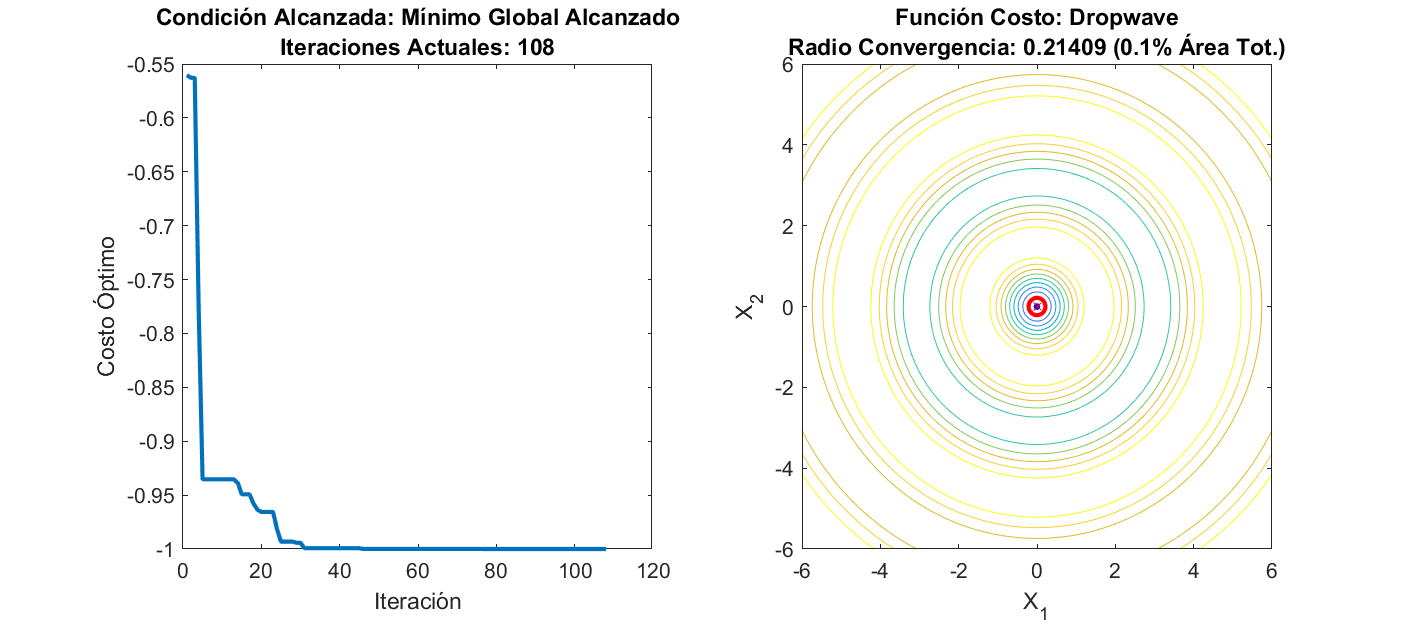 Condición Alcanzada: Mínimo Global Alcanzado
Iteraciones Actuales: 108
-0.55
-0.6
-0.65
-0.7
-0.75
-0.8
-0.85
-0.9
-0.95
-1
Costo Óptimo
0 20 40 60 80 100 120
Iteración
Función Costo: Dropwave
Radio Convergencia: 0.21409 (0.1% Área Tot.)
6
4
2
0
-2
-4
-6
X2
-6 -4 -2 0 2 4 6
X1